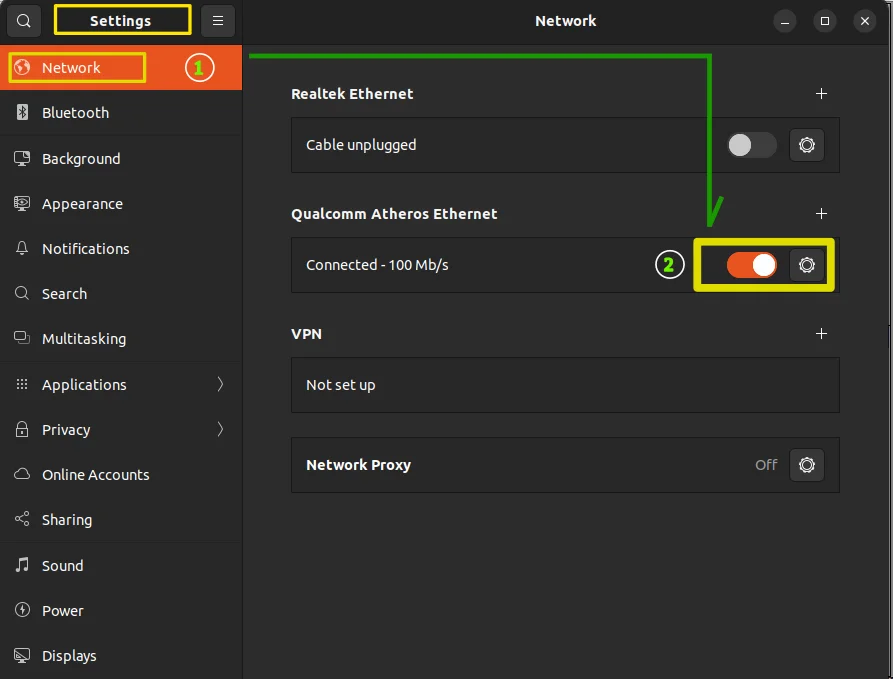 Settings
Network
Network
1
Bluetooth
Background
Appearance
Notifications
Search
Multitasking
Applications
Privacy
Online Accounts
Sharing
Sound
Power
Displays
Realtek Ethernet
Cable unplugged
Qualcomm Atheros Ethernet
Connected - 100 Mb/s
2
VPN
Not set up
Network Proxy Off